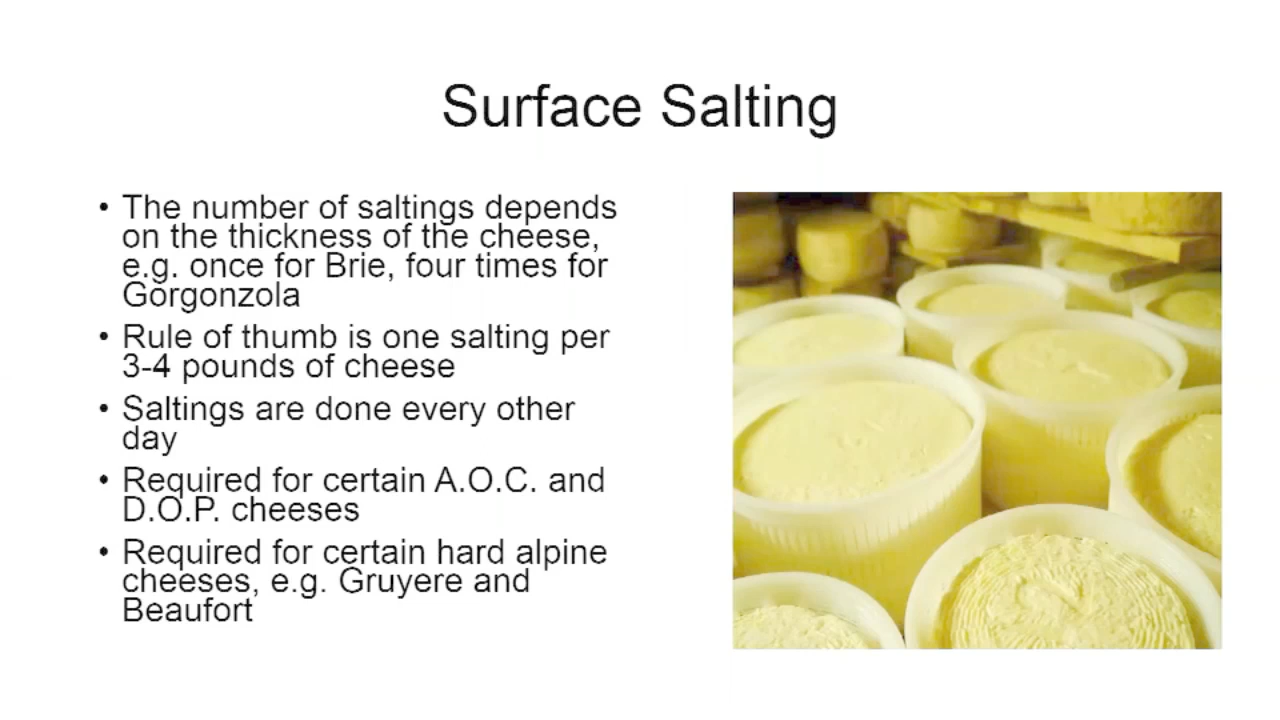 Surface Salting
• The number of saltings depends
on the thickness of the cheese,
e.g. once for Brie, four times for
Gorgonzola
• Rule of thumb is one salting per
3-4 pounds of cheese
• Saltings are done every other
day
• Required for certain A.O.C. and
D.O.P. cheeses
• Required for certain hard alpine
cheeses, e.g. Gruyere and
Beaufort